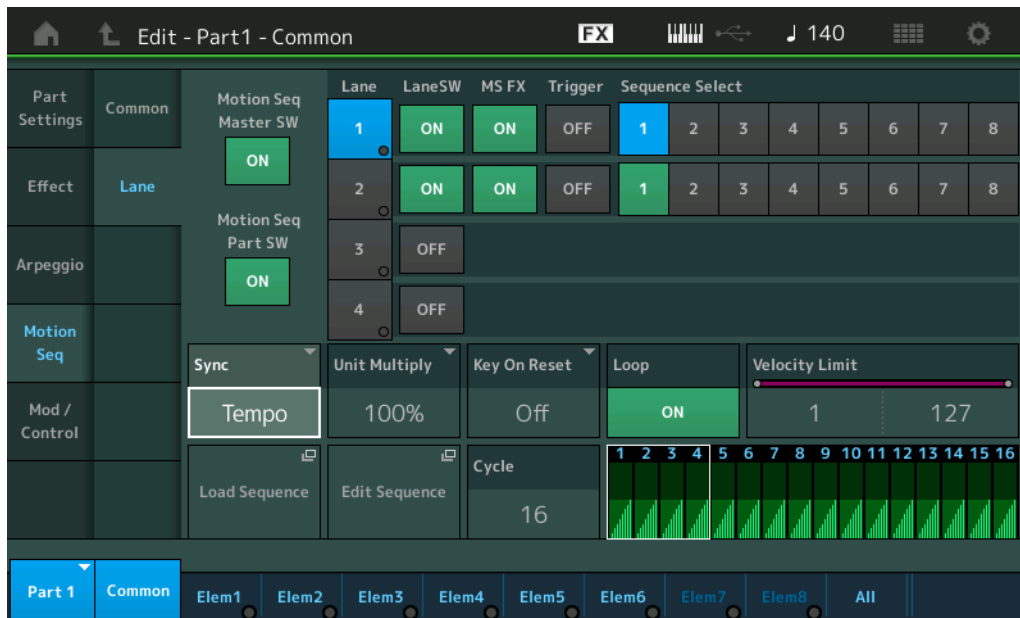 Edit - Part1 - Common FX ♩ 140
Part Settings
Common
Effect
Lane
Arpeggio
Motion Seq
Mod / Control
Motion Seq Master SW
ON
Motion Seq Part SW
ON
Lane LaneSW MS FX Trigger Sequence Select
1 ON ON OFF 1 2 3 4 5 6 7 8
2 ON ON OFF 1 2 3 4 5 6 7 8
3 OFF
4 OFF
Sync Unit Multiply Key On Reset Loop Velocity Limit
Tempo 100% Off ON 1 127
Load Sequence Edit Sequence Cycle
16
1 2 3 4 5 6 7 8 9 10 11 12 13 14 15 16
Part 1 Common Elem1 Elem2 Elem3 Elem4 Elem5 Elem6 Elem7 Elem8 All